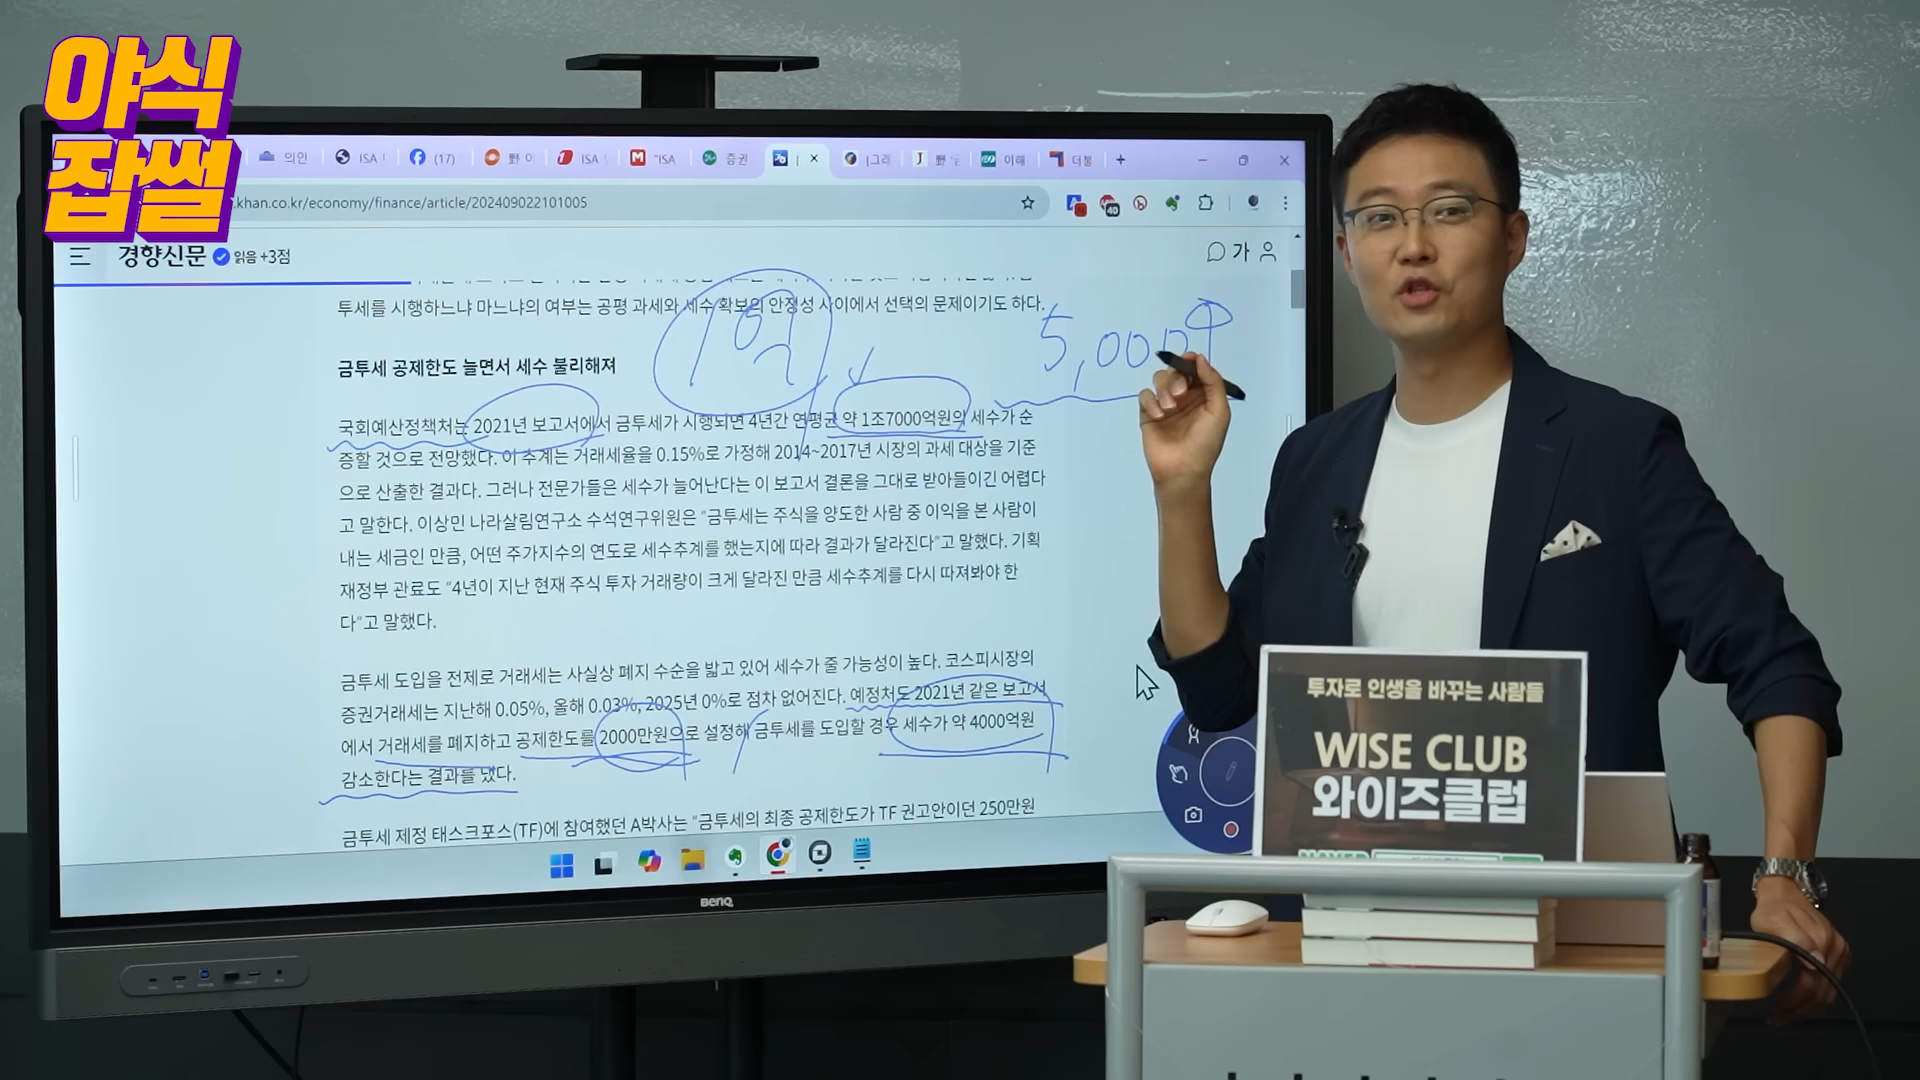 야식
잡썰
의인
ISA
(17)
野
ISA
"ISA
증권
[그리
이해
더불
khan.co.kr/economy/finance/article/202409022101005
40
경향신문
읽음 +3점
가
투세를 시행하느냐 마느냐의 여부는 공평 과세와 세수 확보의 안정성 사이에서 선택의 문제이기도 하다.
1억
5,000
금투세 공제한도 늘면서 세수 불리해져
국회예산정책처는 2021년 보고서에서 금투세가 시행되면 4년간 연평균 약 1조7000억원의 세수가 순
증할 것으로 전망했다. 이 추계는 거래세율을 0.15%로 가정해 2014~2017년 시장의 과세 대상을 기준
으로 산출한 결과다. 그러나 전문가들은 세수가 늘어난다는 이 보고서 결론을 그대로 받아들이긴 어렵다
고 말한다. 이상민 나라살림연구소 수석연구위원은 "금투세는 주식을 양도한 사람 중 이익을 본 사람이
내는 세금인 만큼, 어떤 주가지수의 연도로 세수추계를 했는지에 따라 결과가 달라진다"고 말했다. 기획
재정부 관료도 "4년이 지난 현재 주식 투자 거래량이 크게 달라진 만큼 세수추계를 다시 따져봐야 한
다"고 말했다.
금투세 도입을 전제로 거래세는 사실상 폐지 수순을 밟고 있어 세수가 줄 가능성이 높다. 코스피시장의
증권거래세는 지난해 0.05%, 올해 0.03%, 2025년 0%로 점차 없어진다. 예정처도 2021년 같은 보고서
에서 거래세를 폐지하고 공제한도를 2000만원으로 설정해 금투세를 도입할 경우 세수가 약 4000억원
감소한다는 결과를 냈다.
금투세 제정 태스크포스(TF)에 참여했던 A박사는 "금투세의 최종 공제한도가 TF 권고안이던 250만원
BenQ
투자로 인생을 바꾸는 사람들
WISE CLUB
와이즈클럽